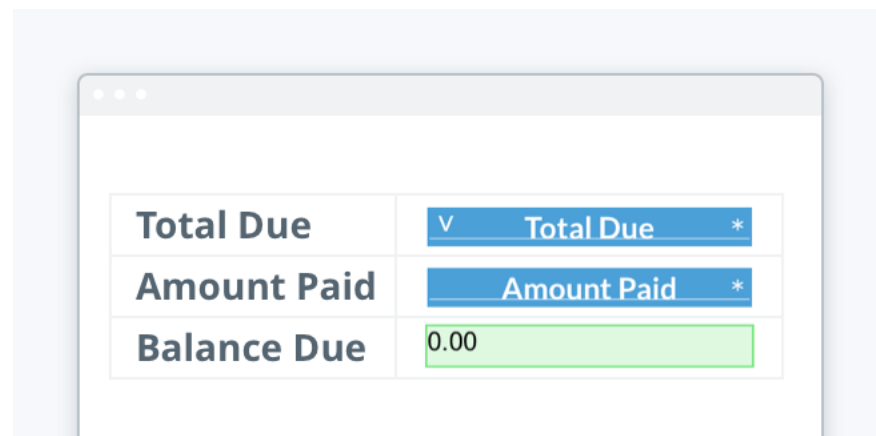 Total Due V Total Due *
Amount Paid Amount Paid *
Balance Due 0.00